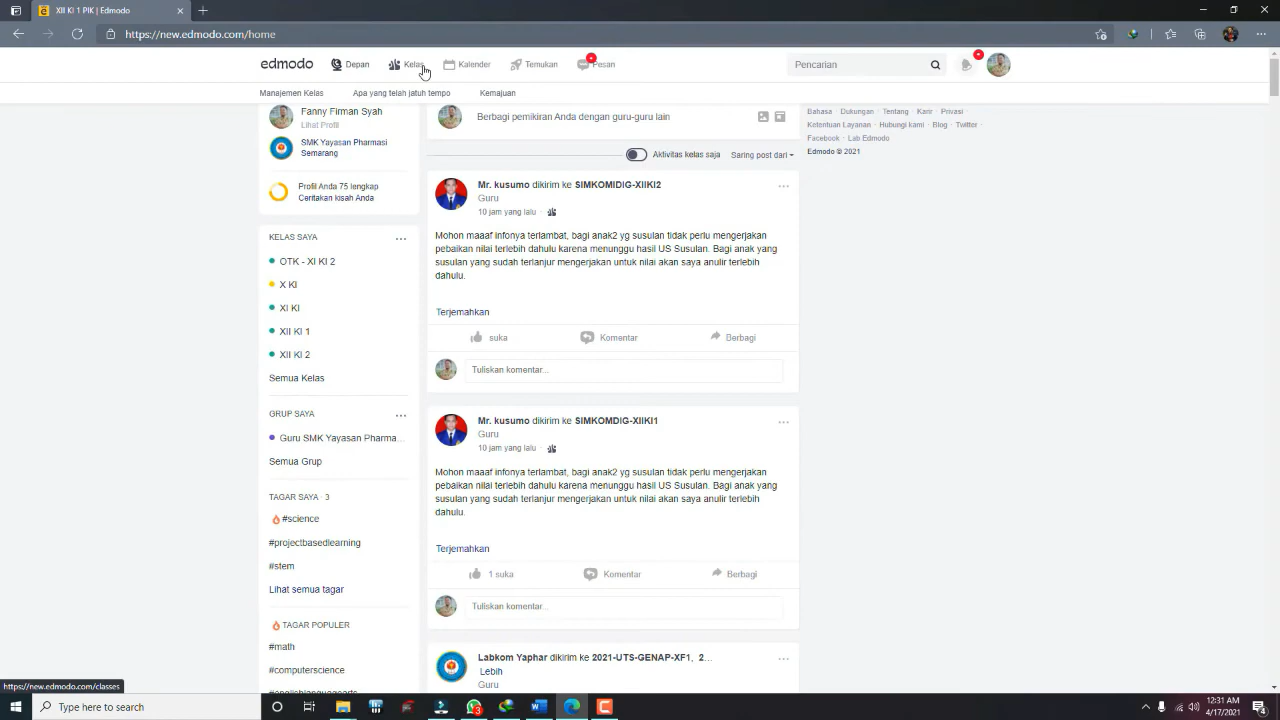 XII KI 1 PIK | Edmodo
https://new.edmodo.com/home
edmodo Depan Kelas Kalender Temukan Pesan Pencarian
Manajemen Kelas Apa yang telah jatuh tempo Kemajuan
Fanny Firman Syah
Lihat Profil
SMK Yayasan Pharmasi
Semarang
Profil Anda 75 lengkap
Ceritakan kisah Anda
KELAS SAYA
OTK - XI KI 2
X KI
XI KI
XII KI 1
XII KI 2
Semua Kelas
GRUP SAYA
Guru SMK Yayasan Pharma...
Semua Grup
TAGAR SAYA · 3
#science
#projectbasedlearning
#stem
Lihat semua tagar
TAGAR POPULER
#math
#computerscience
#englishlanguagearts
Berbagi pemikiran Anda dengan guru-guru lain
Aktivitas kelas saja Saring post dari
Mr. kusumo dikirim ke SIMKOMIDIG-XIIKI2
Guru
10 jam yang lalu ·
Mohon maaaf infonya terlambat, bagi anak2 yg susulan tidak perlu mengerjakan
pebaikan nilai terlebih dahulu karena menunggu hasil US Susulan. Bagi anak yang
susulan yang sudah terlanjur mengerjakan untuk nilai akan saya anulir terlebih
dahulu.
Terjemahkan
suka Komentar Berbagi
Tuliskan komentar...
Mr. kusumo dikirim ke SIMKOMDIG-XIIKI1
Guru
10 jam yang lalu ·
Mohon maaaf infonya terlambat, bagi anak2 yg susulan tidak perlu mengerjakan
pebaikan nilai terlebih dahulu karena menunggu hasil US Susulan. Bagi anak yang
susulan yang sudah terlanjur mengerjakan untuk nilai akan saya anulir terlebih
dahulu.
Terjemahkan
1 suka Komentar Berbagi
Tuliskan komentar...
Labkom Yaphar dikirim ke 2021-UTS-GENAP-XF1, 2...
Lebih
Guru
Bahasa · Dukungan · Tentang · Karir · Privasi ·
Ketentuan Layanan · Hubungi kami · Blog · Twitter ·
Facebook · Lab Edmodo
Edmodo © 2021
https://new.edmodo.com/classes
Type here to search
3
12:31 AM
4/17/2021